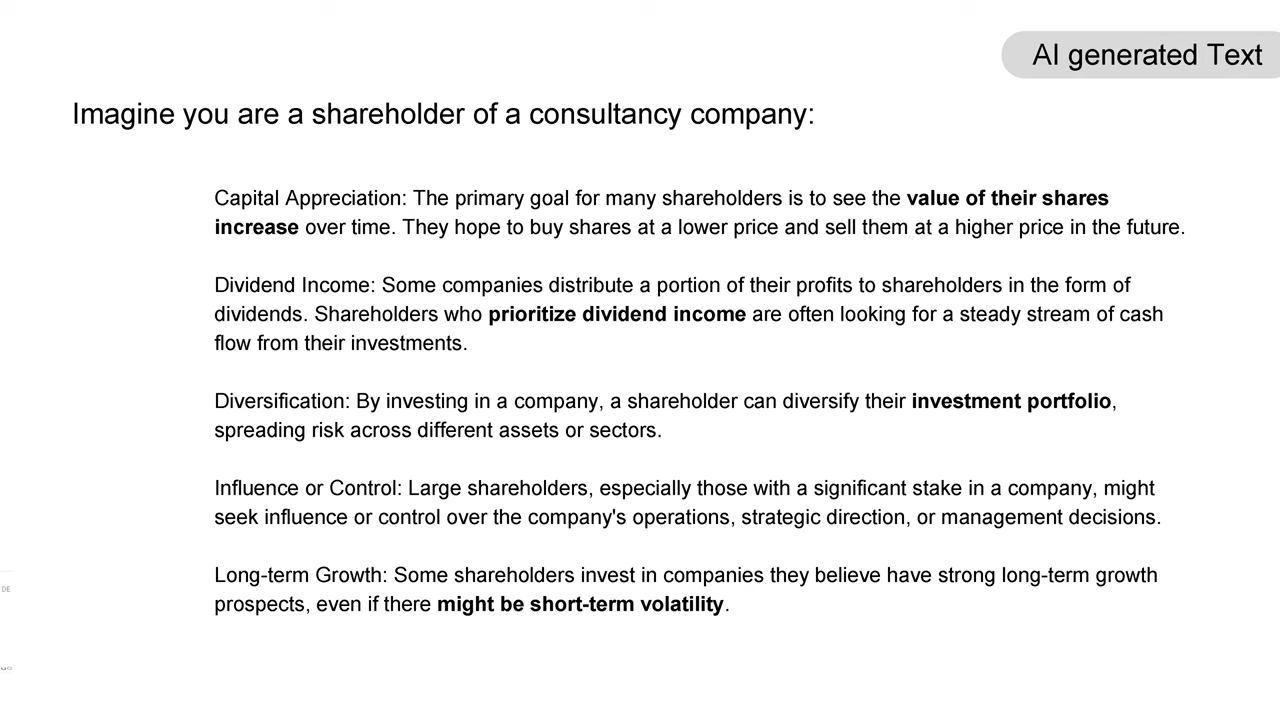 AI generated Text
Imagine you are a shareholder of a consultancy company:
Capital Appreciation: The primary goal for many shareholders is to see the value of their shares
increase over time. They hope to buy shares at a lower price and sell them at a higher price in the future.
Dividend Income: Some companies distribute a portion of their profits to shareholders in the form of
dividends. Shareholders who prioritize dividend income are often looking for a steady stream of cash
flow from their investments.
Diversification: By investing in a company, a shareholder can diversify their investment portfolio,
spreading risk across different assets or sectors.
Influence or Control: Large shareholders, especially those with a significant stake in a company, might
seek influence or control over the company's operations, strategic direction, or management decisions.
Long-term Growth: Some shareholders invest in companies they believe have strong long-term growth
prospects, even if there might be short-term volatility.
DE